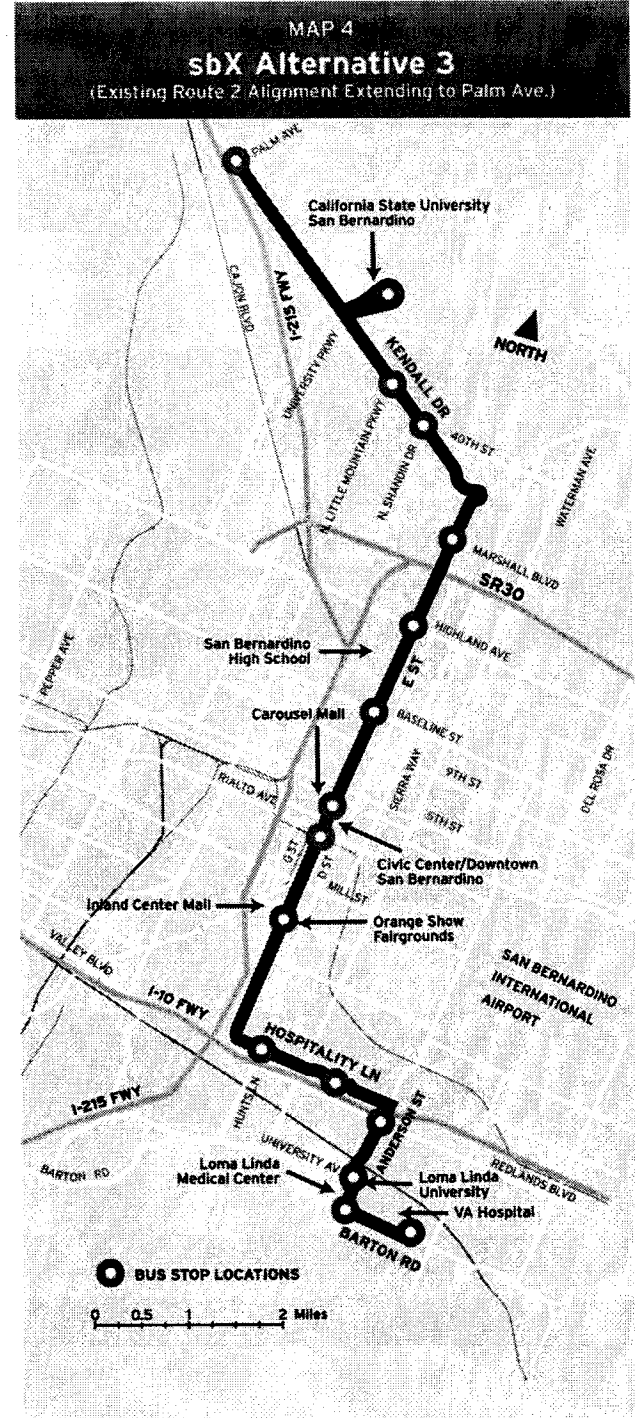 MAP 4
sbX Alternative 3
(Existing Route 2 Alignment Extending to Palm Ave.)
PALM AVE
California State University
San Bernardino
CAJON BLVD
I-215 FWY
NORTH
UNIVERSITY PKWY
KENDALL DR
N. LITTLE MOUNTAIN PKWY
N. SHANDIN DR
40TH ST
WATERMAN AVE
MARSHALL BLVD
SR30
HIGHLAND AVE
San Bernardino
High School
E ST
PEPPER AVE
Carousel Mall
BASELINE ST
RIALTO AVE
SIERRA WAY
9TH ST
5TH ST
DEL ROSA DR
G ST
D ST
Civic Center/Downtown
San Bernardino
MILL ST
Inland Center Mall
Orange Show
Fairgrounds
VALLEY BLVD
I-10 FWY
SAN BERNARDINO
INTERNATIONAL
AIRPORT
HOSPITALITY LN
I-215 FWY
HUNTS LN
ANDERSON ST
UNIVERSITY AV
REDLANDS BLVD
BARTON RD
Loma Linda
Medical Center
Loma Linda
University
VA Hospital
BARTON RD
BUS STOP LOCATIONS
0 0.5 1 2 Miles